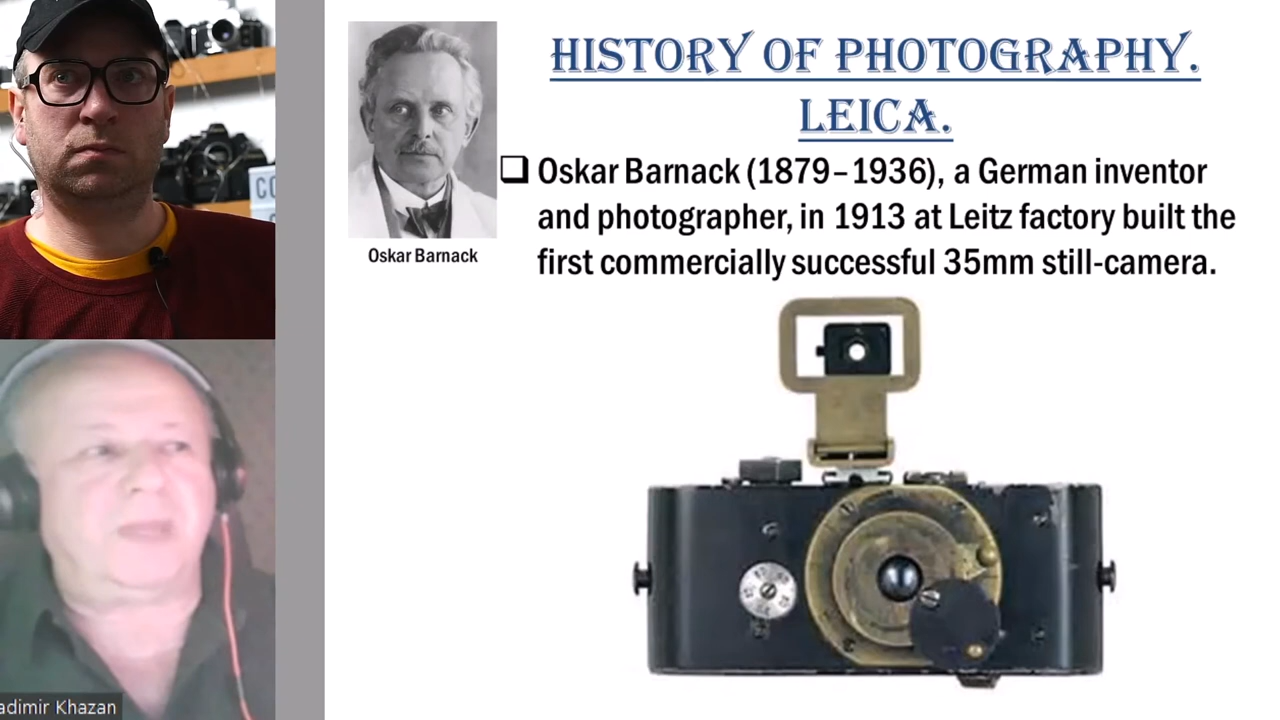 HISTORY OF PHOTOGRAPHY.
LEICA.
❑ Oskar Barnack (1879–1936), a German inventor
and photographer, in 1913 at Leitz factory built the
first commercially successful 35mm still-camera.
Oskar Barnack
adimir Khazan